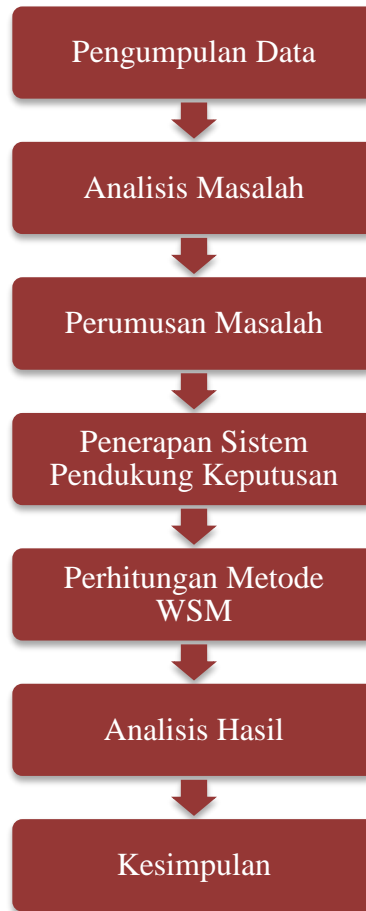 Pengumpulan Data
Analisis Masalah
Perumusan Masalah
Penerapan Sistem
Pendukung Keputusan
Perhitungan Metode
WSM
Analisis Hasil
Kesimpulan